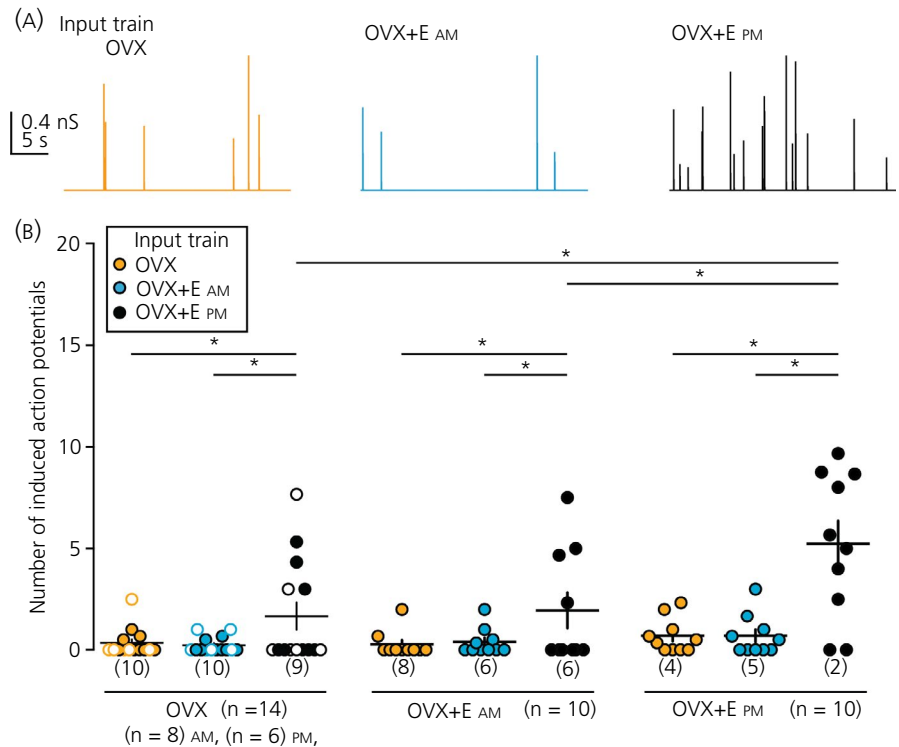 (A)
Input train
OVX
OVX+E AM
OVX+E PM
0.4 nS
5 s
(B)
Input train
OVX
OVX+E AM
OVX+E PM
Number of induced action potentials
20
15
10
5
0
* *
* *
* *
* *
(10) (10) (9) (8) (6) (6) (4) (5) (2)
OVX (n =14)
(n = 8) AM, (n = 6) PM,
OVX+E AM (n = 10)
OVX+E PM (n = 10)